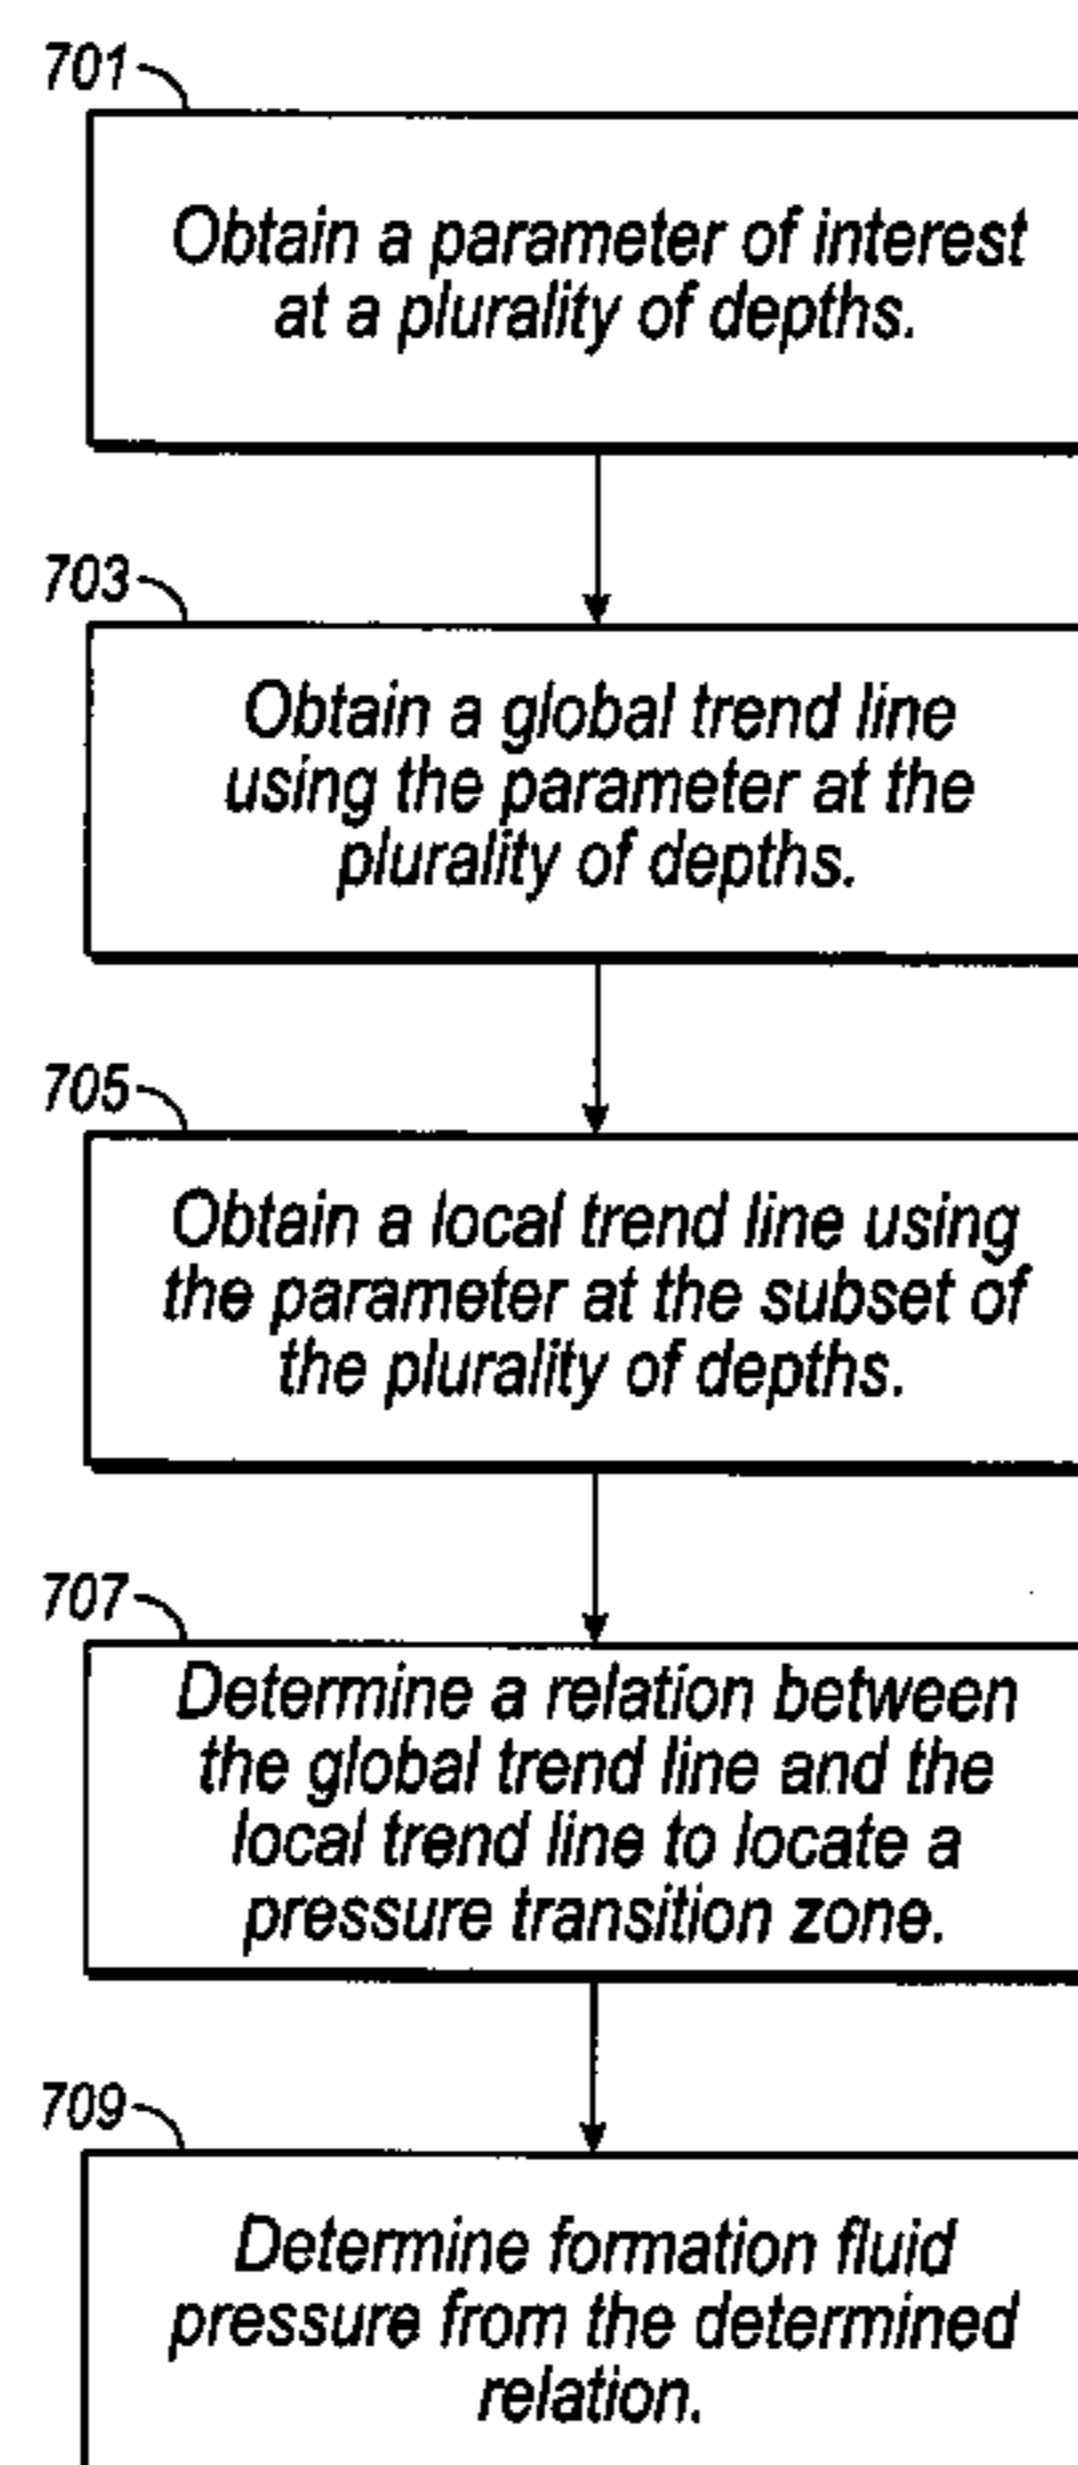 701
Obtain a parameter of interest
at a plurality of depths.
703
Obtain a global trend line
using the parameter at the
plurality of depths.
705
Obtain a local trend line using
the parameter at the subset of
the plurality of depths.
707
Determine a relation between
the global trend line and the
local trend line to locate a
pressure transition zone.
709
Determine formation fluid
pressure from the determined
relation.